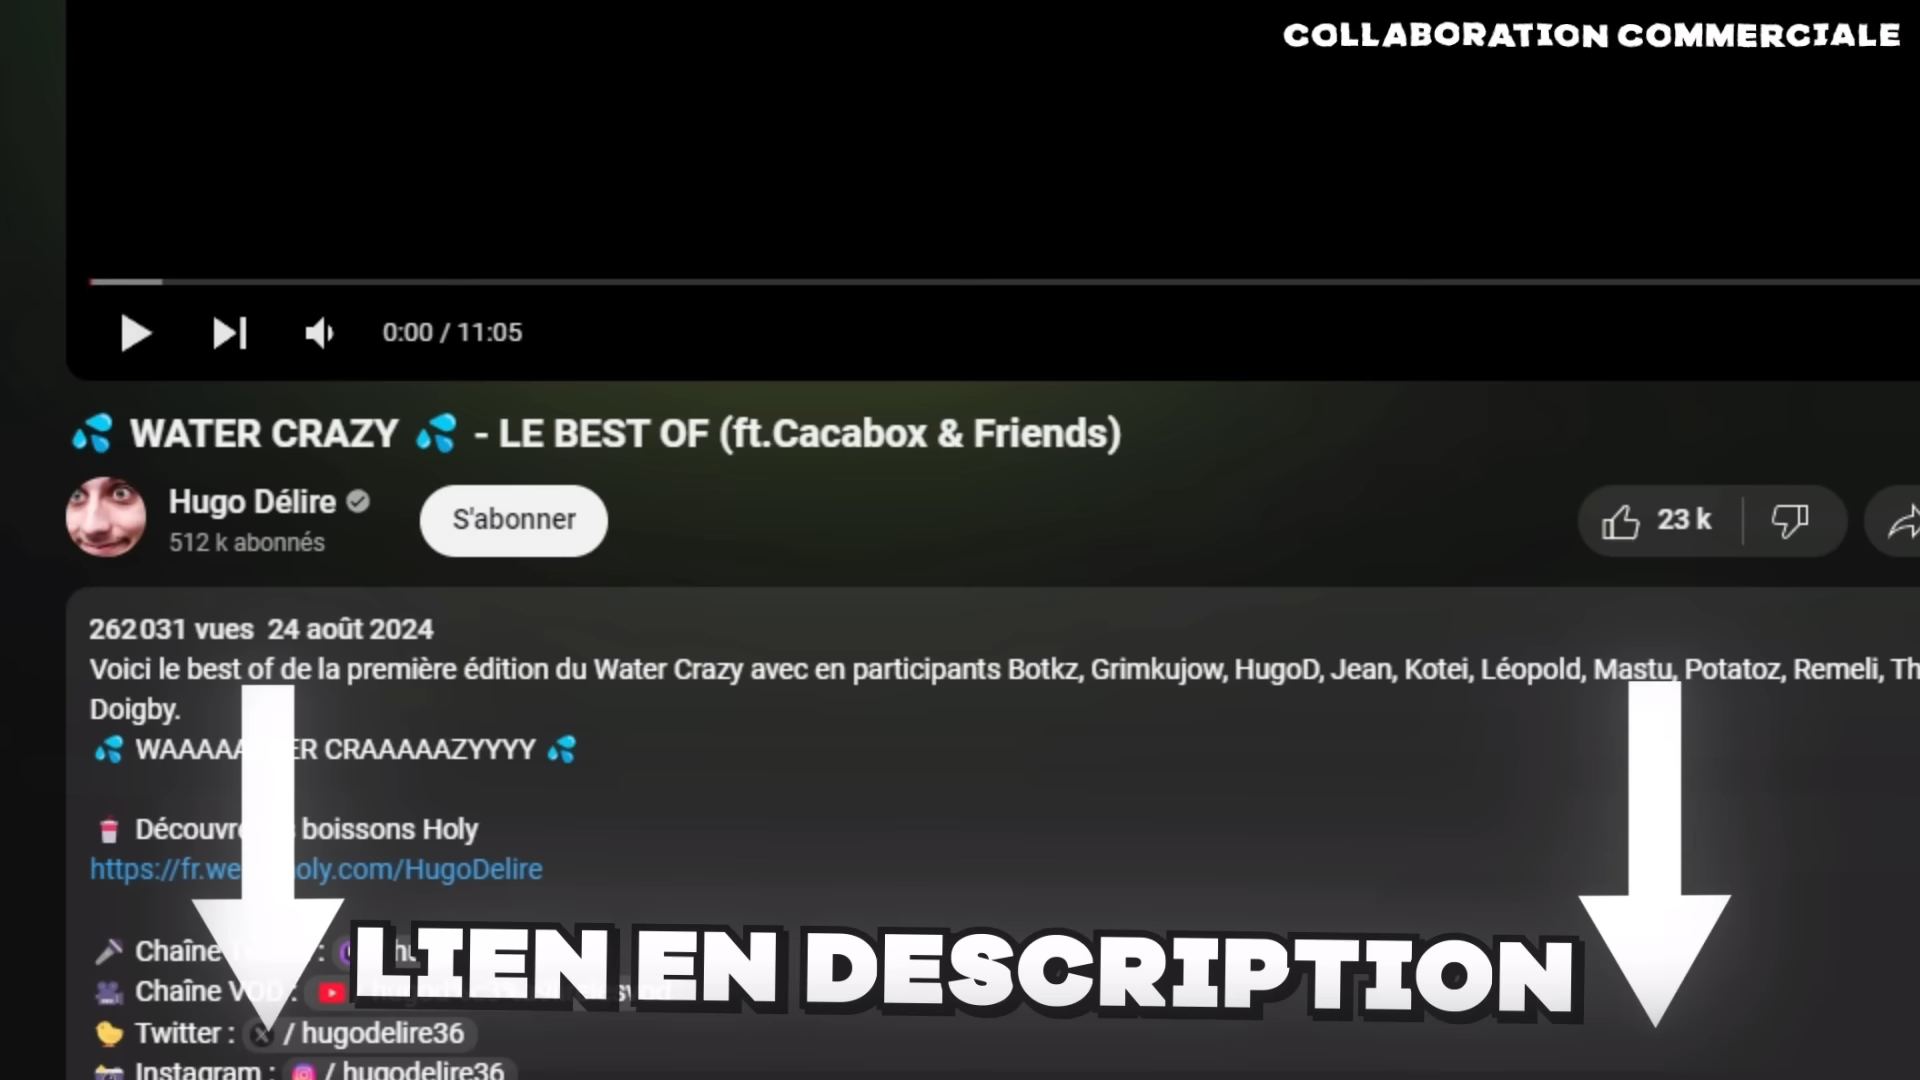 COLLABORATION COMMERCIALE
0:00 / 11:05
💦 WATER CRAZY 💦 - LE BEST OF (ft.Cacabox & Friends)
Hugo Délire
512 k abonnés
S'abonner
23 k
262 031 vues 24 août 2024
Voici le best of de la première édition du Water Crazy avec en participants Botkz, Grimkujow, HugoD, Jean, Kotei, Léopold, Mastu, Potatoz, Remeli, Th
Doigby.
💦 CRAAAAAZYYYY 💦
boissons Holy
https://fr.we oly.com/HugoDelire
Chaîne :
Chaîne VOD :
LIEN EN DESCRIPTION
Twitter : / hugodelire36
Instagram : / hugodelire36